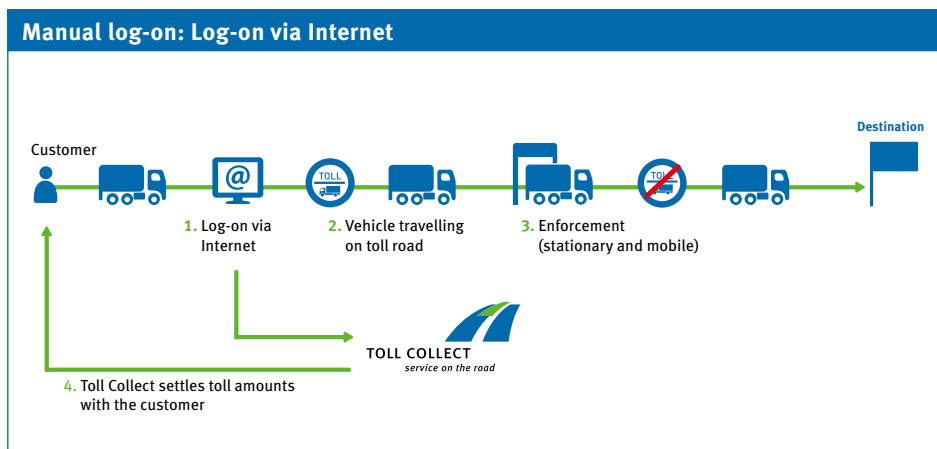 Manual log-on: Log-on via Internet
Destination
Customer
@
TOLL
TOLL
1. Log-on via
Internet
2. Vehicle travelling
on toll road
3. Enforcement
(stationary and mobile)
TOLL COLLECT
service on the road
4. Toll Collect settles toll amounts
with the customer